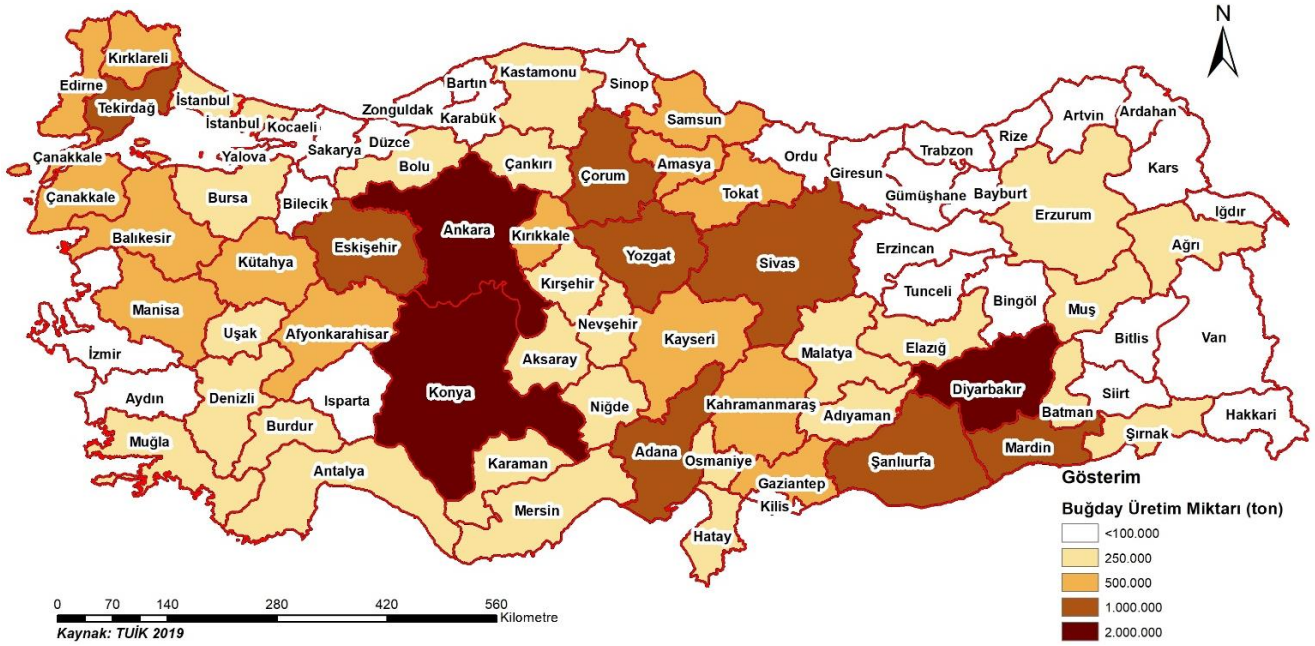 N
Kırklareli
Edirne
Tekirdağ
İstanbul
İstanbul
Kocaeli
Yalova
Sakarya
Düzce
Zonguldak
Bartın
Karabük
Kastamonu
Sinop
Samsun
Ordu
Giresun
Trabzon
Rize
Artvin
Ardahan
Kars
Iğdır
Çanakkale
Çanakkale
Bursa
Bilecik
Bolu
Çankırı
Çorum
Amasya
Tokat
Gümüşhane
Bayburt
Erzurum
Ağrı
Balıkesir
Kütahya
Eskişehir
Ankara
Kırıkkale
Yozgat
Sivas
Erzincan
Tunceli
Bingöl
Muş
Bitlis
Van
Manisa
Uşak
Afyonkarahisar
Kırşehir
Nevşehir
Kayseri
Malatya
Elazığ
Diyarbakır
Batman
Siirt
Hakkari
Şırnak
İzmir
Aydın
Denizli
Isparta
Konya
Aksaray
Niğde
Kahramanmaraş
Adıyaman
Mardin
Şanlıurfa
Muğla
Burdur
Antalya
Karaman
Mersin
Adana
Osmaniye
Gaziantep
Kilis
Hatay
Gösterim
Buğday Üretim Miktarı (ton)
<100.000
250.000
500.000
1.000.000
2.000.000
0 70 140 280 420 560
Kilometre
Kaynak: TUİK 2019